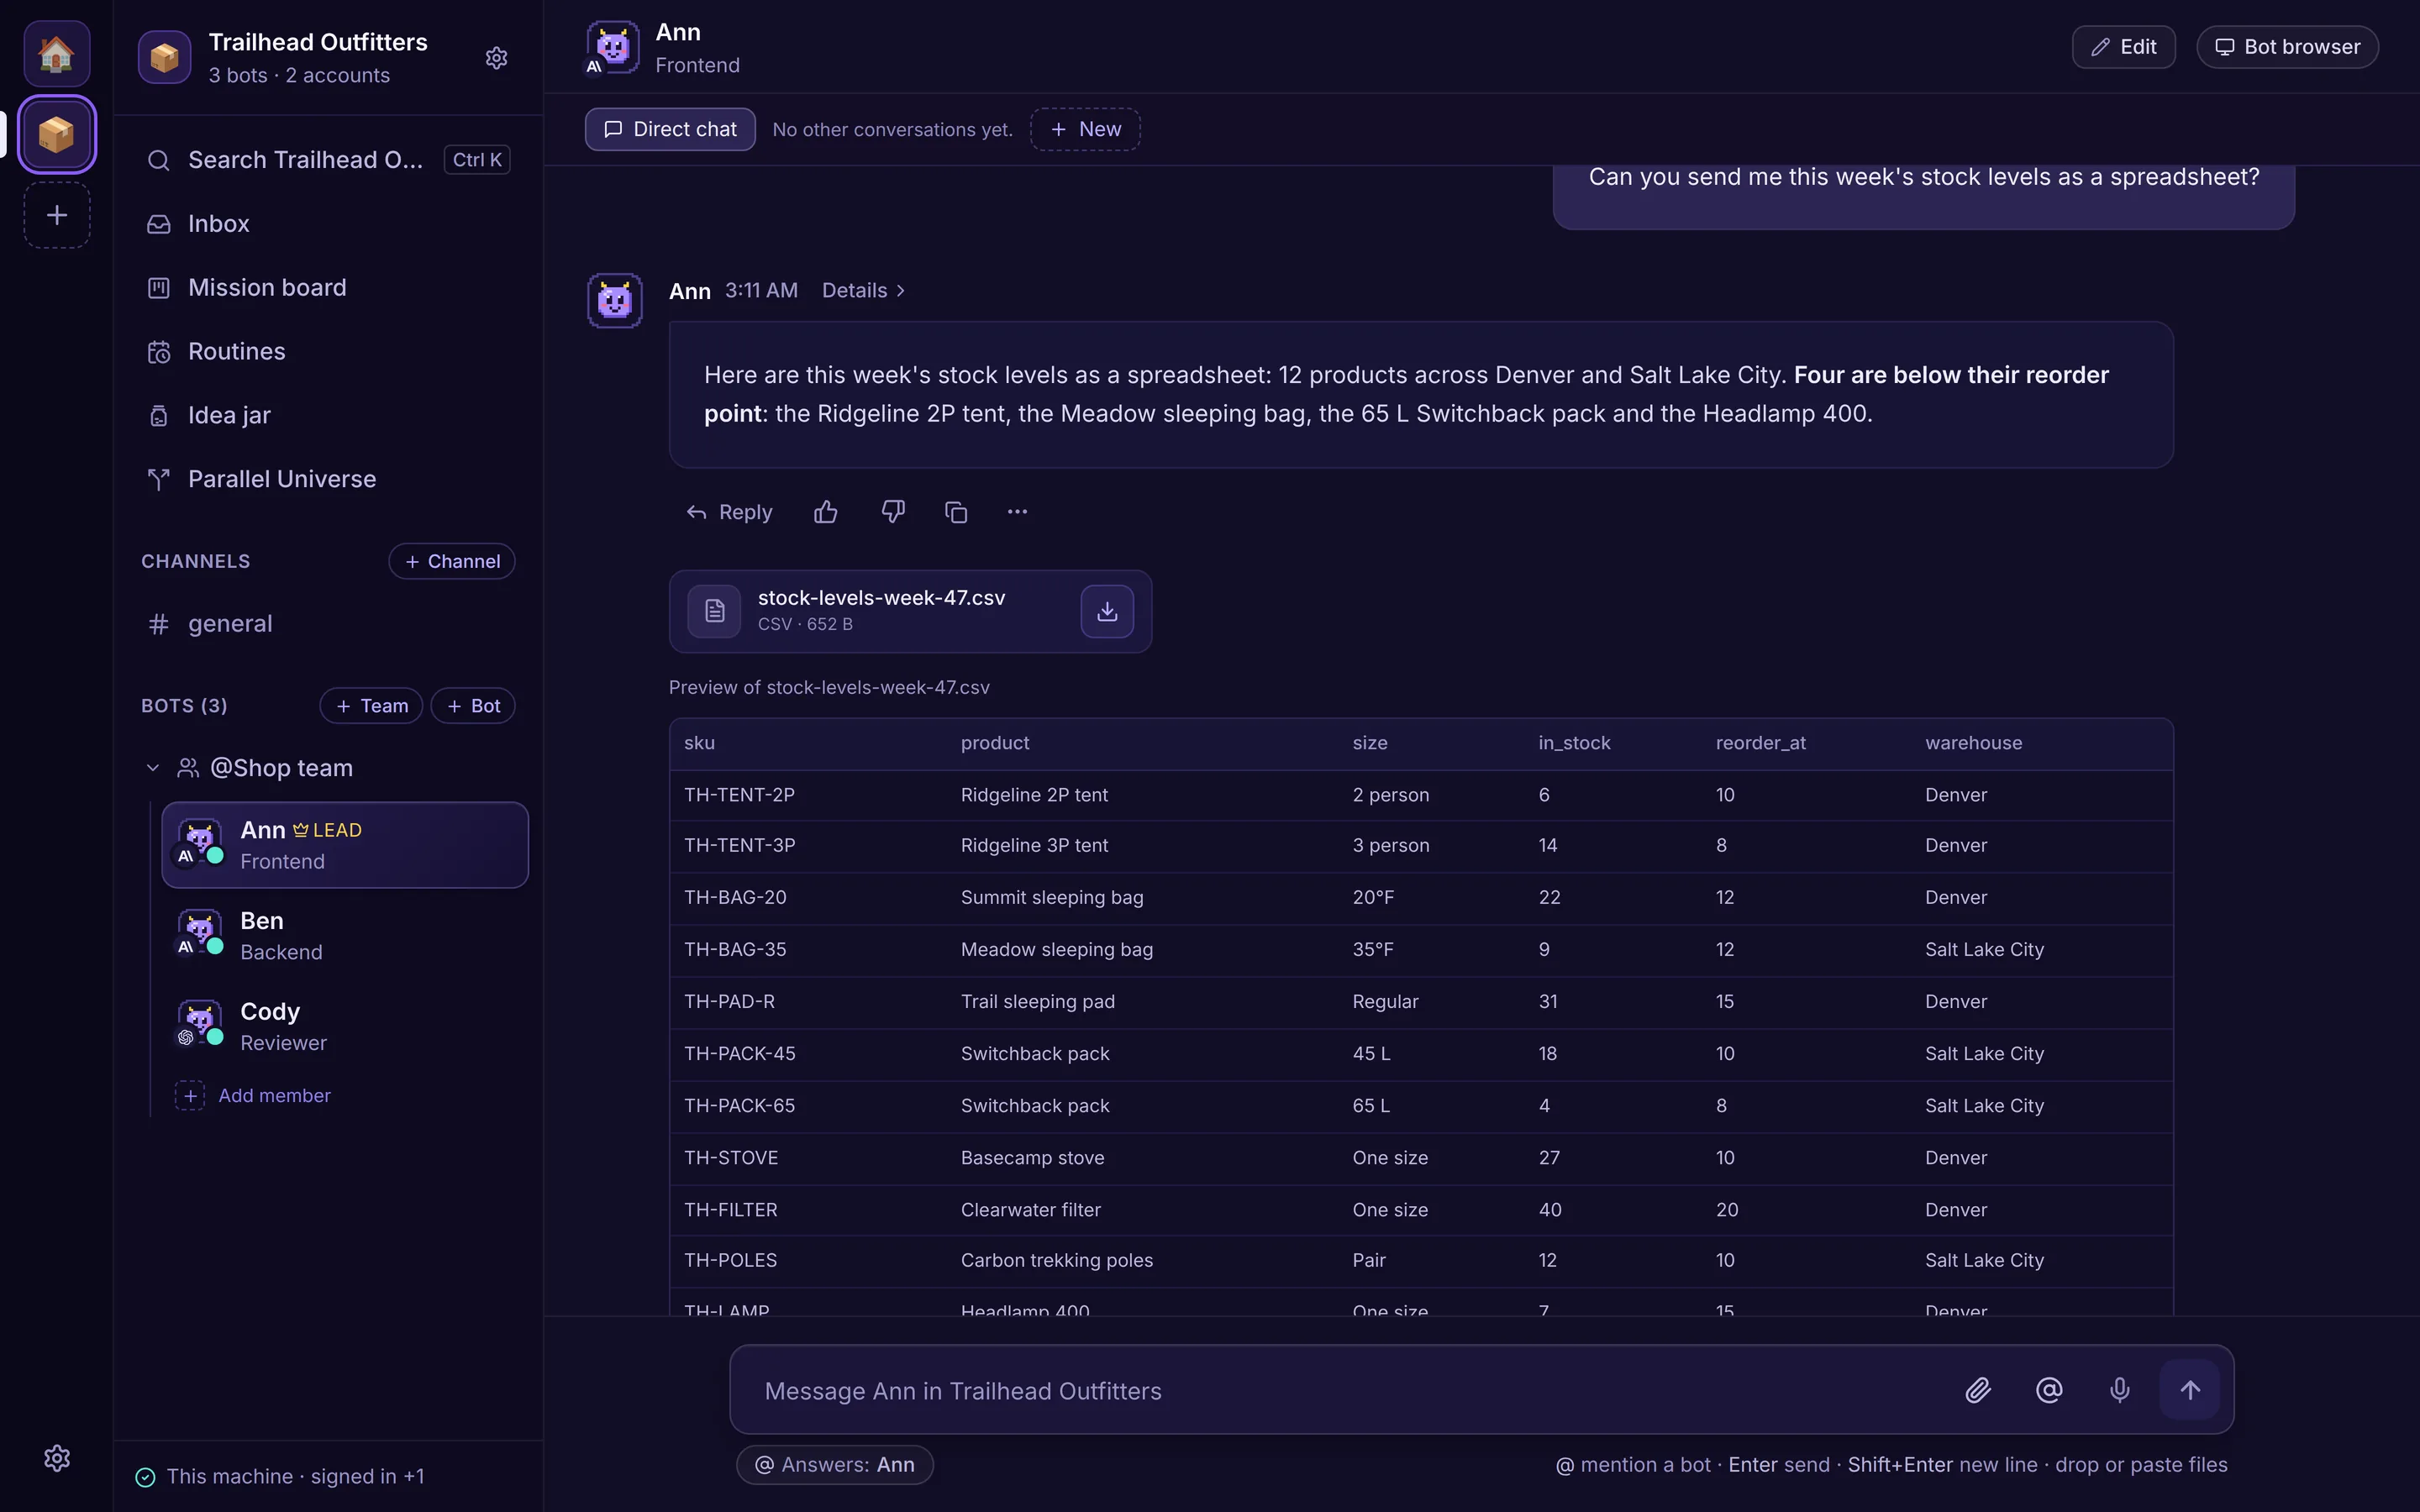 Trailhead Outfitters
3 bots · 2 accounts
Search Trailhead O...
Ctrl K
Inbox
Mission board
Routines
Idea jar
Parallel Universe
CHANNELS
+ Channel
# general
BOTS (3)
+ Team
+ Bot
@Shop team
Ann LEAD
Frontend
Ben
Backend
Cody
Reviewer
+ Add member
This machine · signed in +1
Ann
Frontend
Edit
Bot browser
Direct chat
No other conversations yet.
+ New
Can you send me this week's stock levels as a spreadsheet?
Ann 3:11 AM Details
Here are this week's stock levels as a spreadsheet: 12 products across Denver and Salt Lake City. Four are below their reorder
point: the Ridgeline 2P tent, the Meadow sleeping bag, the 65 L Switchback pack and the Headlamp 400.
Reply
stock-levels-week-47.csv
CSV · 652 B
Preview of stock-levels-week-47.csv
sku product size in_stock reorder_at warehouse
TH-TENT-2P Ridgeline 2P tent 2 person 6 10 Denver
TH-TENT-3P Ridgeline 3P tent 3 person 14 8 Denver
TH-BAG-20 Summit sleeping bag 20°F 22 12 Denver
TH-BAG-35 Meadow sleeping bag 35°F 9 12 Salt Lake City
TH-PAD-R Trail sleeping pad Regular 31 15 Denver
TH-PACK-45 Switchback pack 45 L 18 10 Salt Lake City
TH-PACK-65 Switchback pack 65 L 4 8 Salt Lake City
TH-STOVE Basecamp stove One size 27 10 Denver
TH-FILTER Clearwater filter One size 40 20 Denver
TH-POLES Carbon trekking poles Pair 12 10 Salt Lake City
TH-LAMP Headlamp 400 One size 7 15 Denver
Message Ann in Trailhead Outfitters
@ Answers: Ann
@ mention a bot · Enter send · Shift+Enter new line · drop or paste files